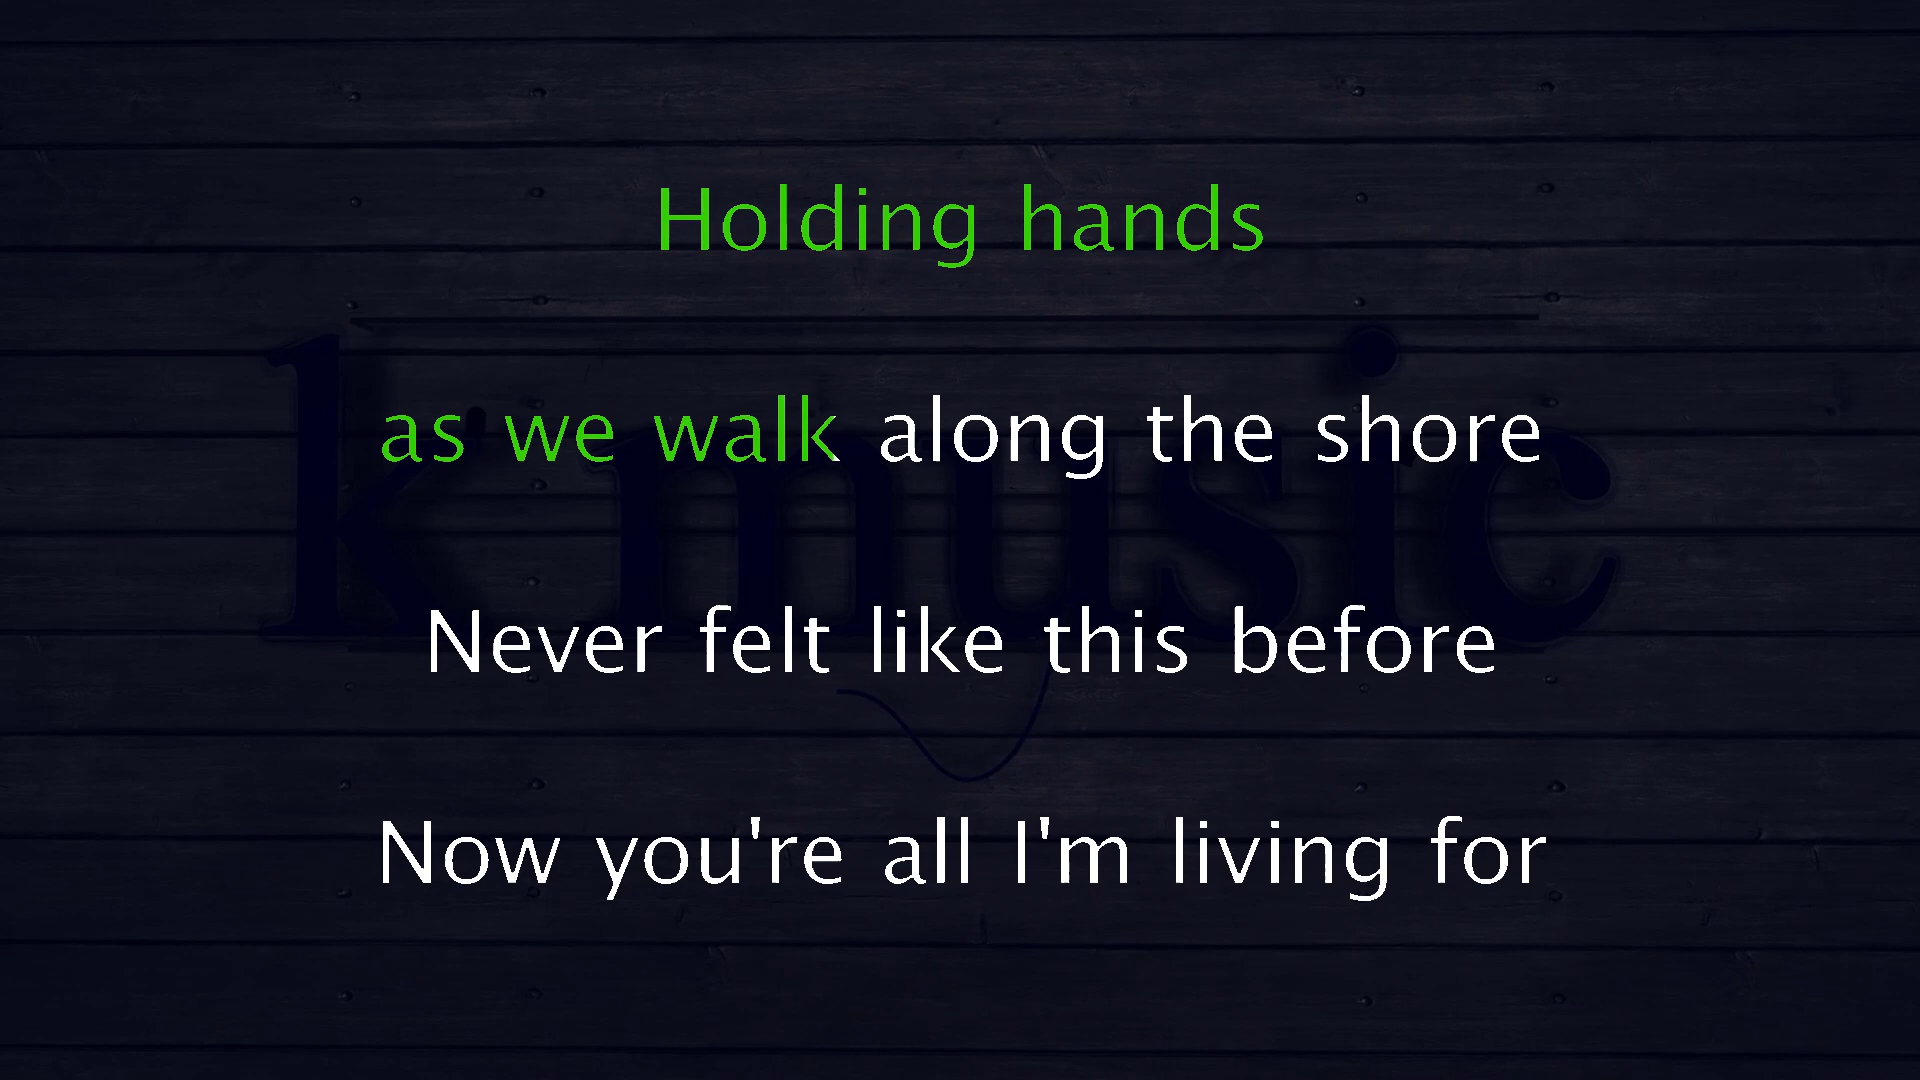 Holding hands
as we walk along the shore
k'music
Never felt like this before
Now you're all I'm living for